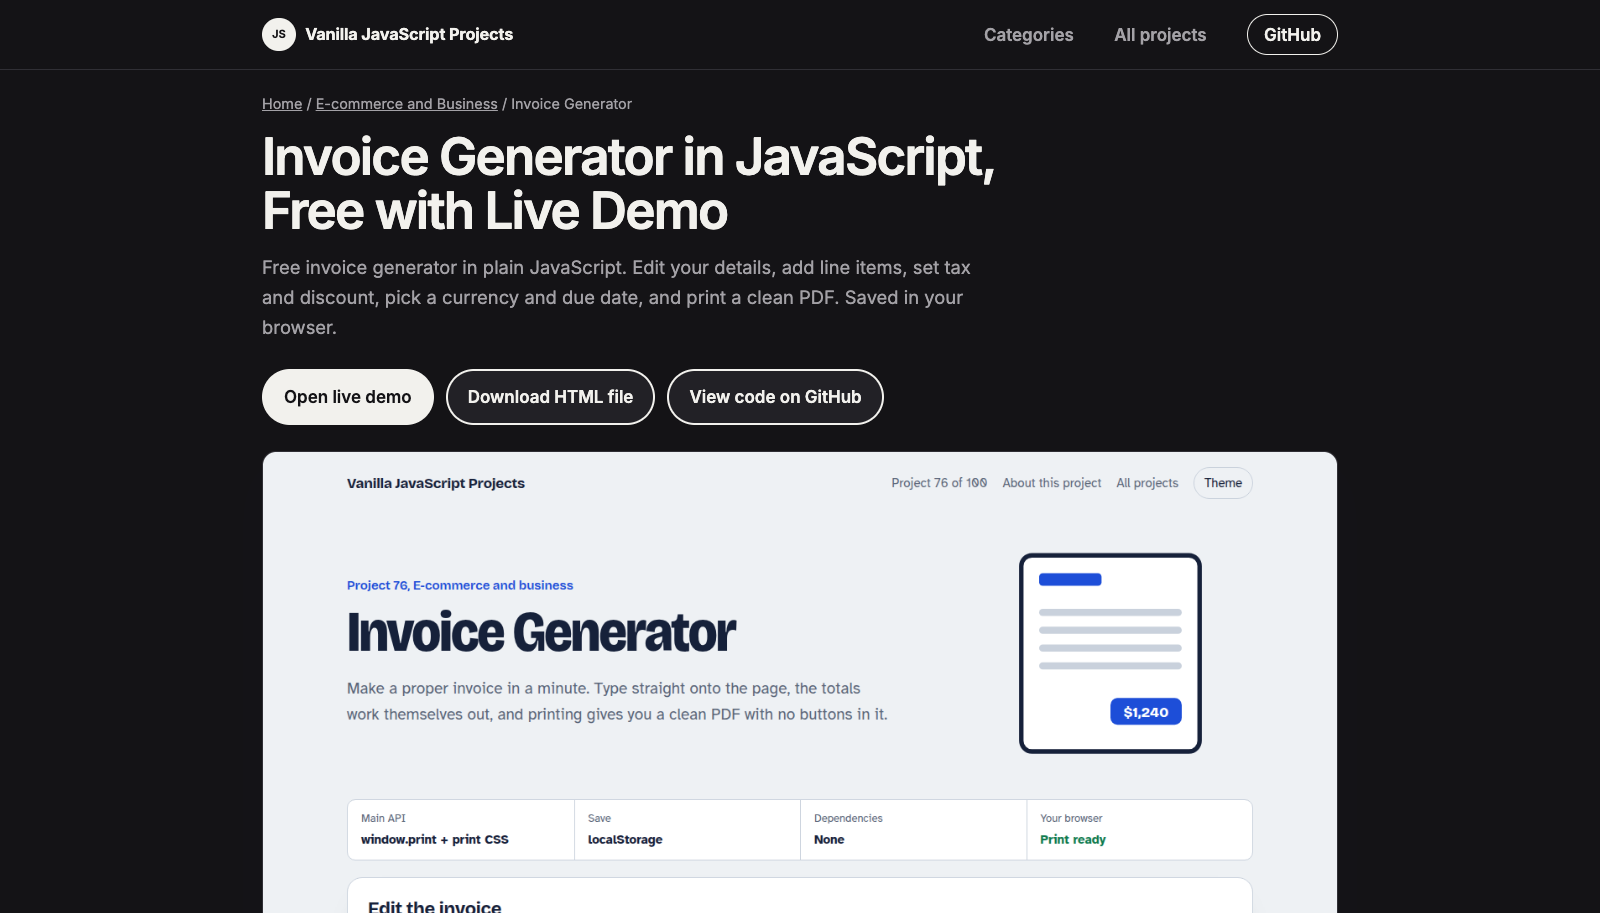 JS Vanilla JavaScript Projects Categories All projects GitHub
Home / E-commerce and Business / Invoice Generator
Invoice Generator in JavaScript,
Free with Live Demo
Free invoice generator in plain JavaScript. Edit your details, add line items, set tax
and discount, pick a currency and due date, and print a clean PDF. Saved in your
browser.
Open live demo Download HTML file View code on GitHub
Vanilla JavaScript Projects Project 76 of 100 About this project All projects Theme
Project 76, E-commerce and business
Invoice Generator
Make a proper invoice in a minute. Type straight onto the page, the totals
work themselves out, and printing gives you a clean PDF with no buttons in it.
$1,240
Main API Save Dependencies Your browser
window.print + print CSS localStorage None Print ready
Edit the invoice